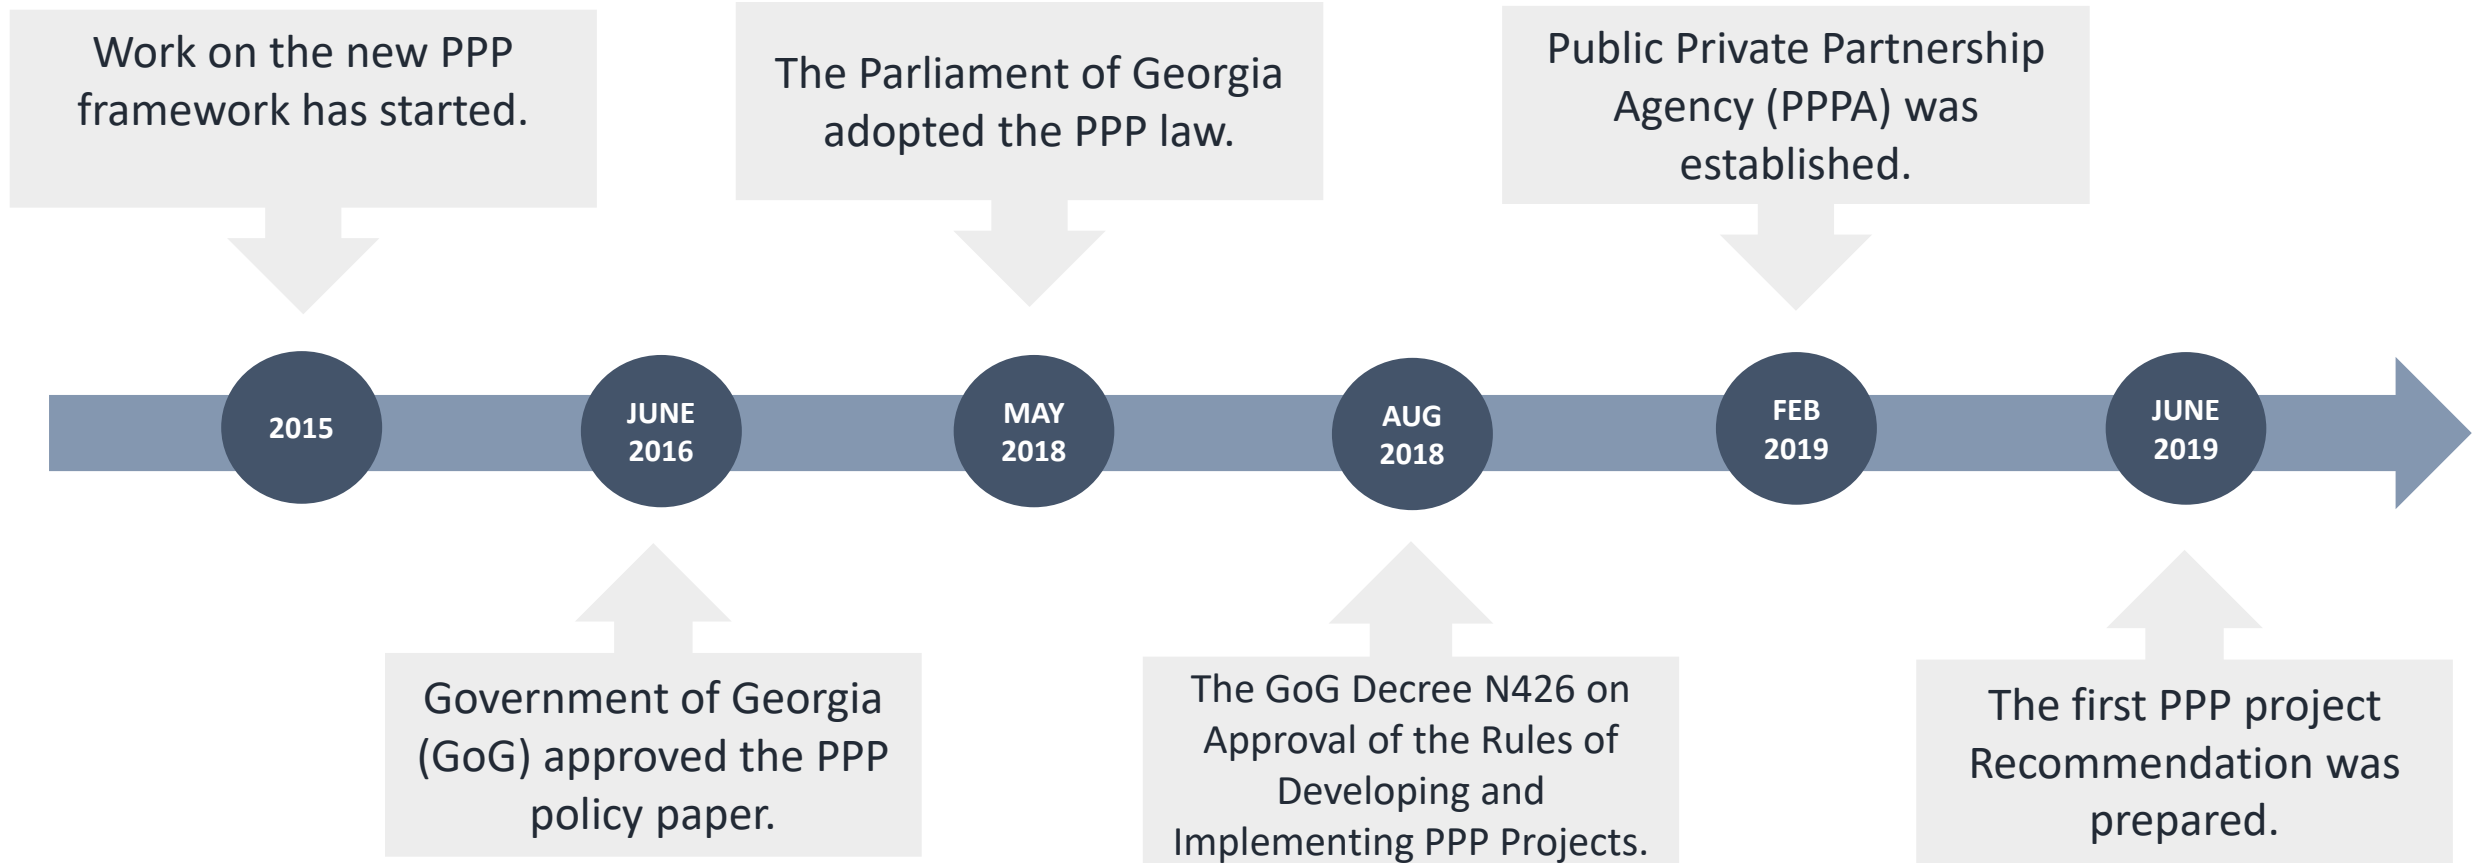 Work on the new PPP
framework has started.
The Parliament of Georgia
adopted the PPP law.
Public Private Partnership
Agency (PPPA) was
established.
2015
JUNE
2016
MAY
2018
AUG
2018
FEB
2019
JUNE
2019
Government of Georgia
(GoG) approved the PPP
policy paper.
The GoG Decree N426 on
Approval of the Rules of
Developing and
Implementing PPP Projects.
The first PPP project
Recommendation was
prepared.